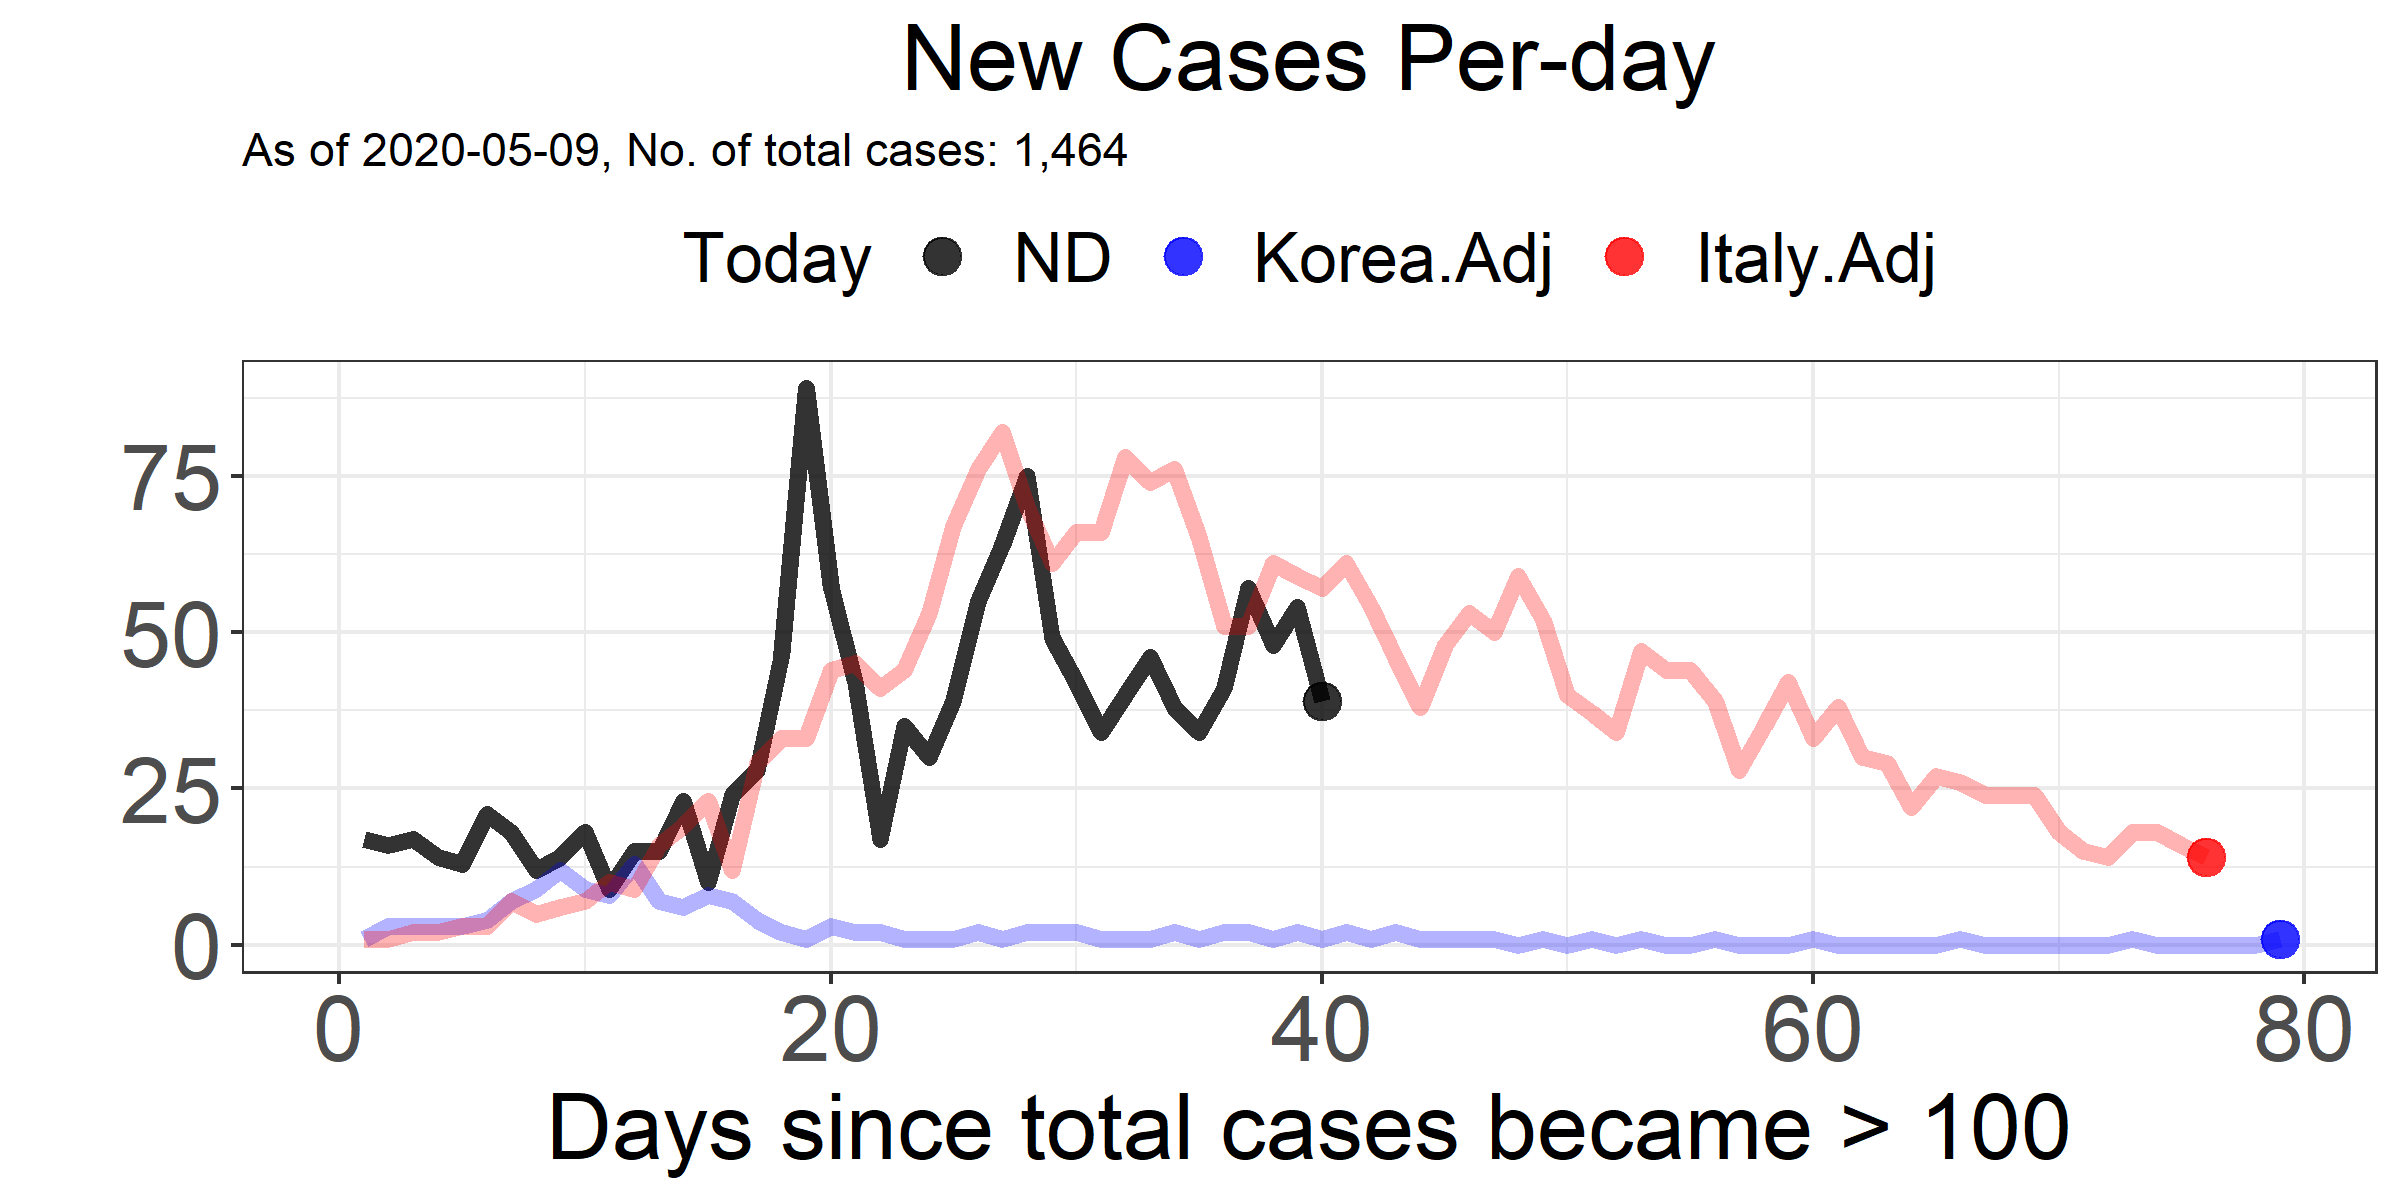 New Cases Per-day
As of 2020-05-09, No. of total cases: 1,464
Today ND Korea.Adj Italy.Adj
75
50
25
0
0 20 40 60 80
Days since total cases became > 100